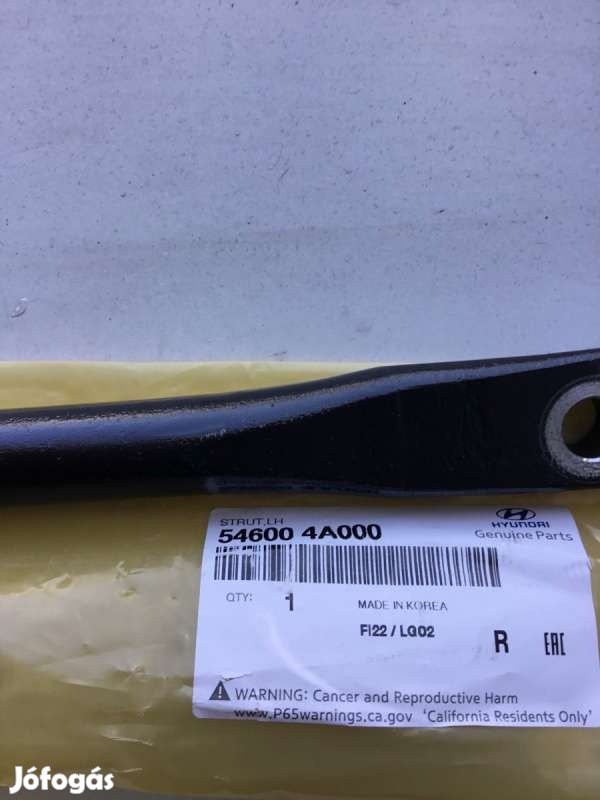 STRUT,LH
54600 4A000
HYUNDAI
Genuine Parts
QTY: 1
MADE IN KOREA
FI22 / LG02
R
EAC
WARNING: Cancer and Reproductive Harm
www.P65warnings.ca.gov 'California Residents Only'
Jófogás